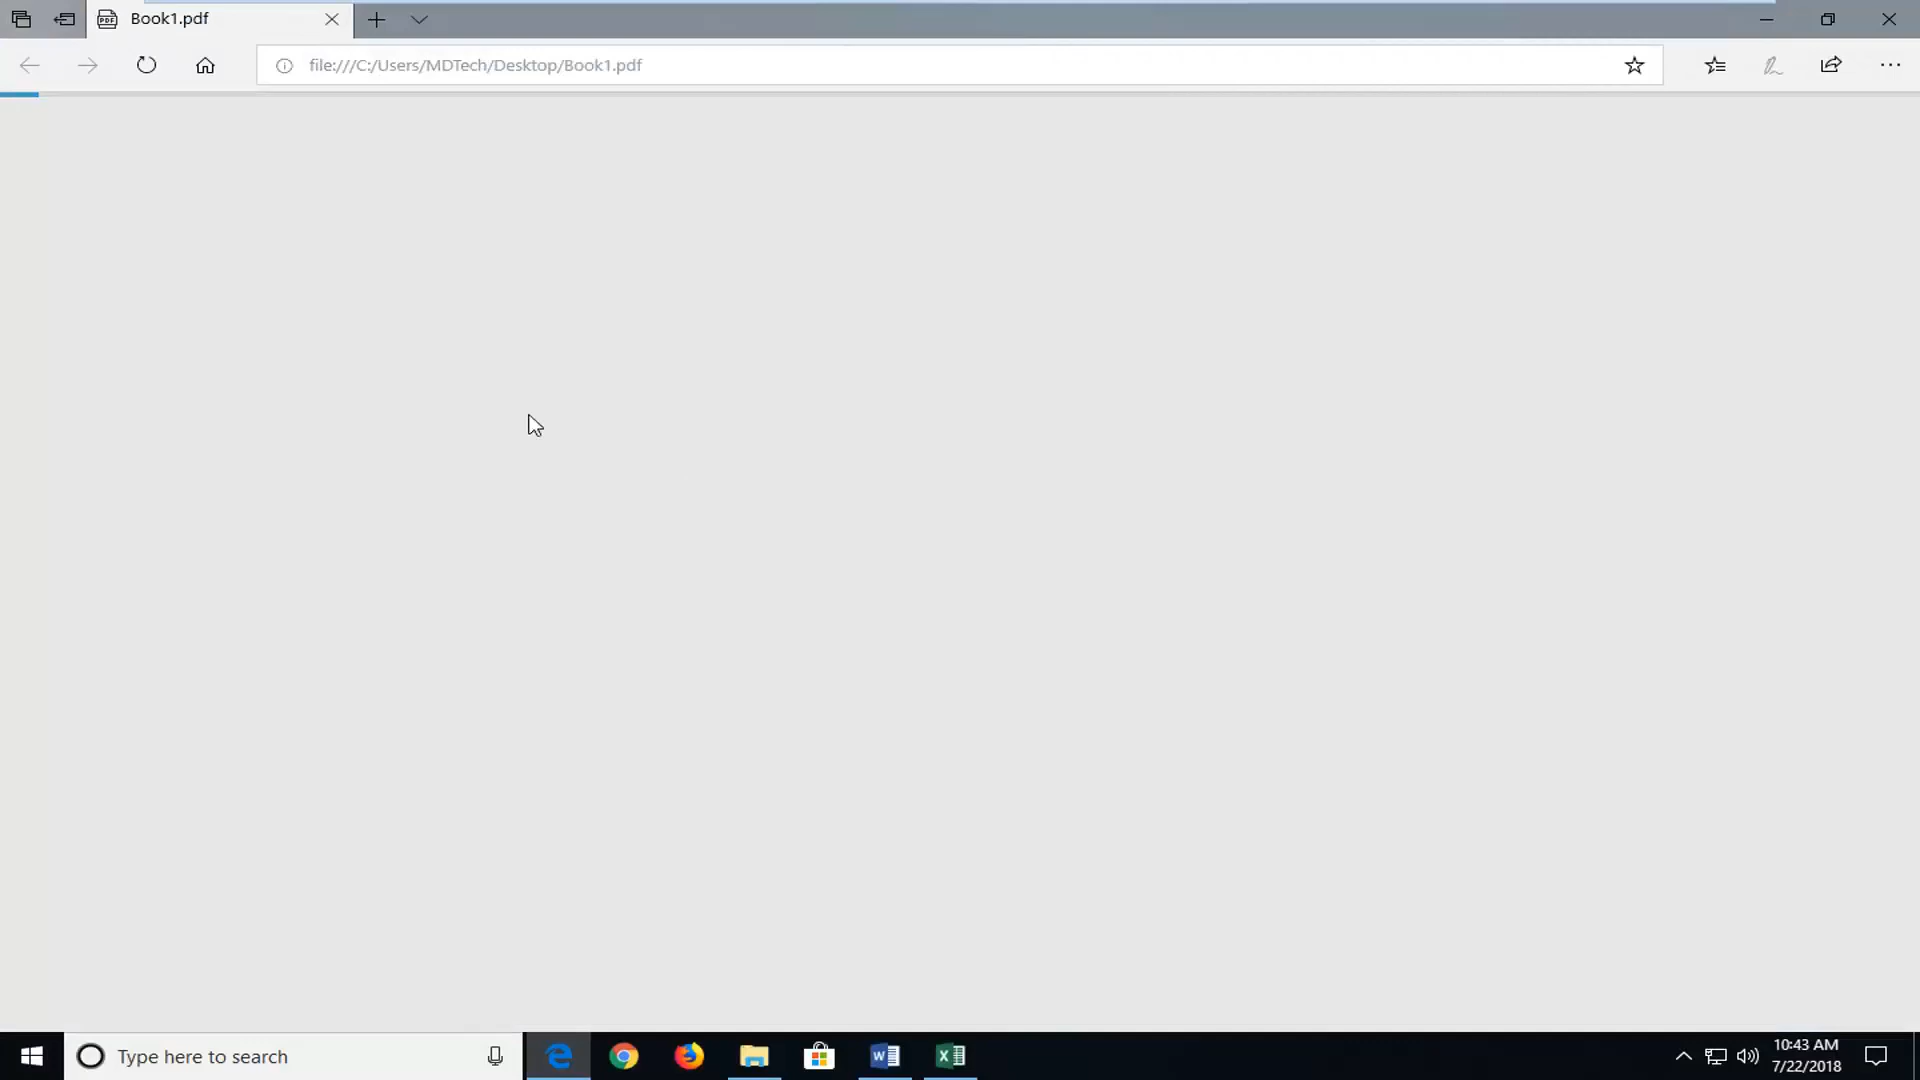 Book1.pdf
file:///C:/Users/MDTech/Desktop/Book1.pdf
Type here to search
10:43 AM
7/22/2018